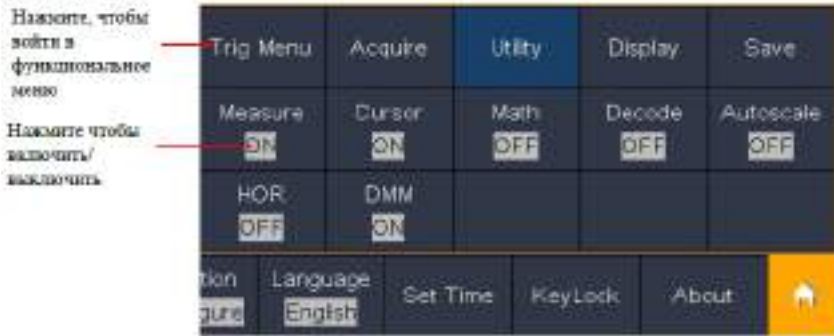 Нажмите, чтобы
войти в
функциональное
меню
Нажмите чтобы
включить/
выключить
Trig Menu Acquire Utility Display Save
Measure Cursor Math Decode Autoscale
ON ON OFF OFF OFF
HOR DMM
OFF ON
tion Language Set Time KeyLock About
gure English